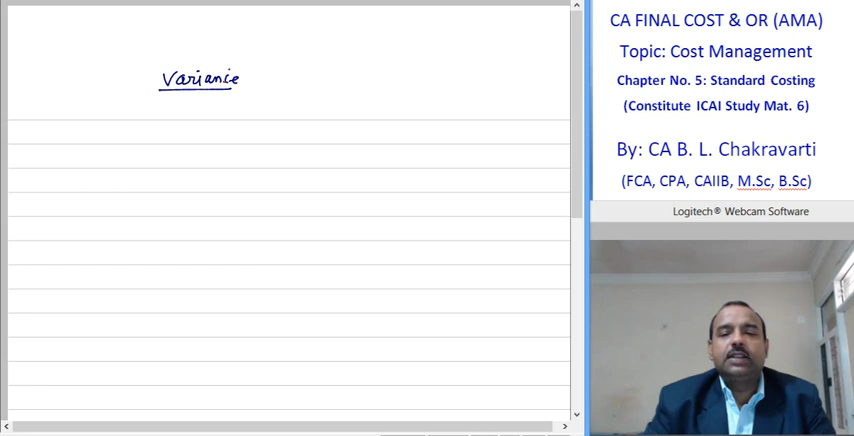 Variance
CA FINAL COST & OR (AMA)
Topic: Cost Management
Chapter No. 5: Standard Costing
(Constitute ICAI Study Mat. 6)
By: CA B. L. Chakravarti
(FCA, CPA, CAIIB, M.Sc, B.Sc)
Logitech® Webcam Software